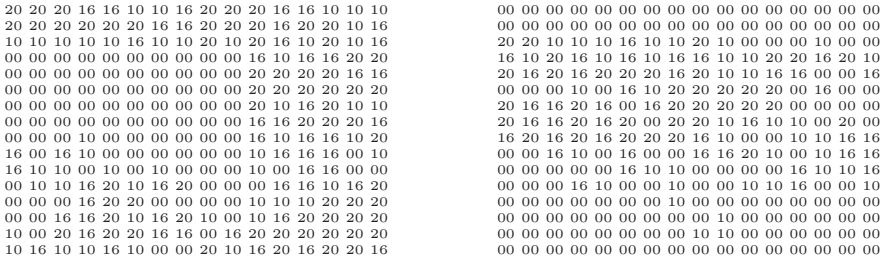 20 20 20 16 16 10 10 16 20 20 20 16 16 10 10 10
20 20 20 20 20 16 16 20 20 20 16 20 20 10 16
10 10 10 10 10 16 10 10 20 10 20 16 20 10 16
00 00 00 00 00 00 00 00 00 00 16 10 16 16 20 20
00 00 00 00 00 00 00 00 00 00 20 20 20 20 16 16
00 00 00 00 00 00 00 00 00 00 20 20 20 20 20 20
00 00 00 00 00 00 00 00 00 00 20 10 16 20 10 10
00 00 00 00 00 00 00 00 00 00 16 16 20 20 20 16
00 00 00 10 00 00 00 00 00 00 16 10 16 16 10 20
16 00 16 10 00 00 00 00 00 00 10 16 16 16 00 10
16 10 10 00 10 00 10 00 00 00 10 00 16 16 00 00
00 10 10 16 20 10 16 20 00 00 00 16 16 10 16 20
00 00 00 16 20 20 00 00 00 00 10 10 10 20 20 20
00 00 16 16 20 10 16 20 10 00 10 16 20 20 20 20
10 00 20 16 20 20 16 16 00 16 20 20 20 20 20 20
10 16 10 10 16 10 00 00 20 10 16 20 16 20 20 16
00 00 00 00 00 00 00 00 00 00 00 00 00 00 00 00
00 00 00 00 00 00 00 00 00 00 00 00 00 00 00 00
20 20 10 10 10 16 10 10 20 10 00 00 00 10 00 00
16 10 20 16 10 16 10 16 16 10 10 20 20 16 20 10
20 16 20 16 20 20 20 16 20 10 10 16 16 00 00 16
00 00 00 10 00 16 10 20 20 20 20 20 00 16 00 00
20 16 16 20 16 00 16 20 20 20 20 20 00 00 00 00
20 16 16 20 16 20 00 20 20 10 16 10 10 00 20 00
16 20 16 20 16 20 20 20 16 10 00 00 10 10 16 16
00 00 16 10 00 16 00 00 16 16 20 10 00 10 16 16
00 00 00 00 00 16 10 10 00 00 00 00 16 10 10 16
00 00 00 16 10 00 00 10 00 00 10 10 16 00 00 10
00 00 00 00 00 00 00 10 00 00 00 00 00 00 00 00
00 00 00 00 00 00 00 00 00 10 00 00 00 00 00 00
00 00 00 00 00 00 00 00 10 10 00 00 00 00 00 00
00 00 00 00 00 00 00 00 00 00 00 00 00 00 00 00